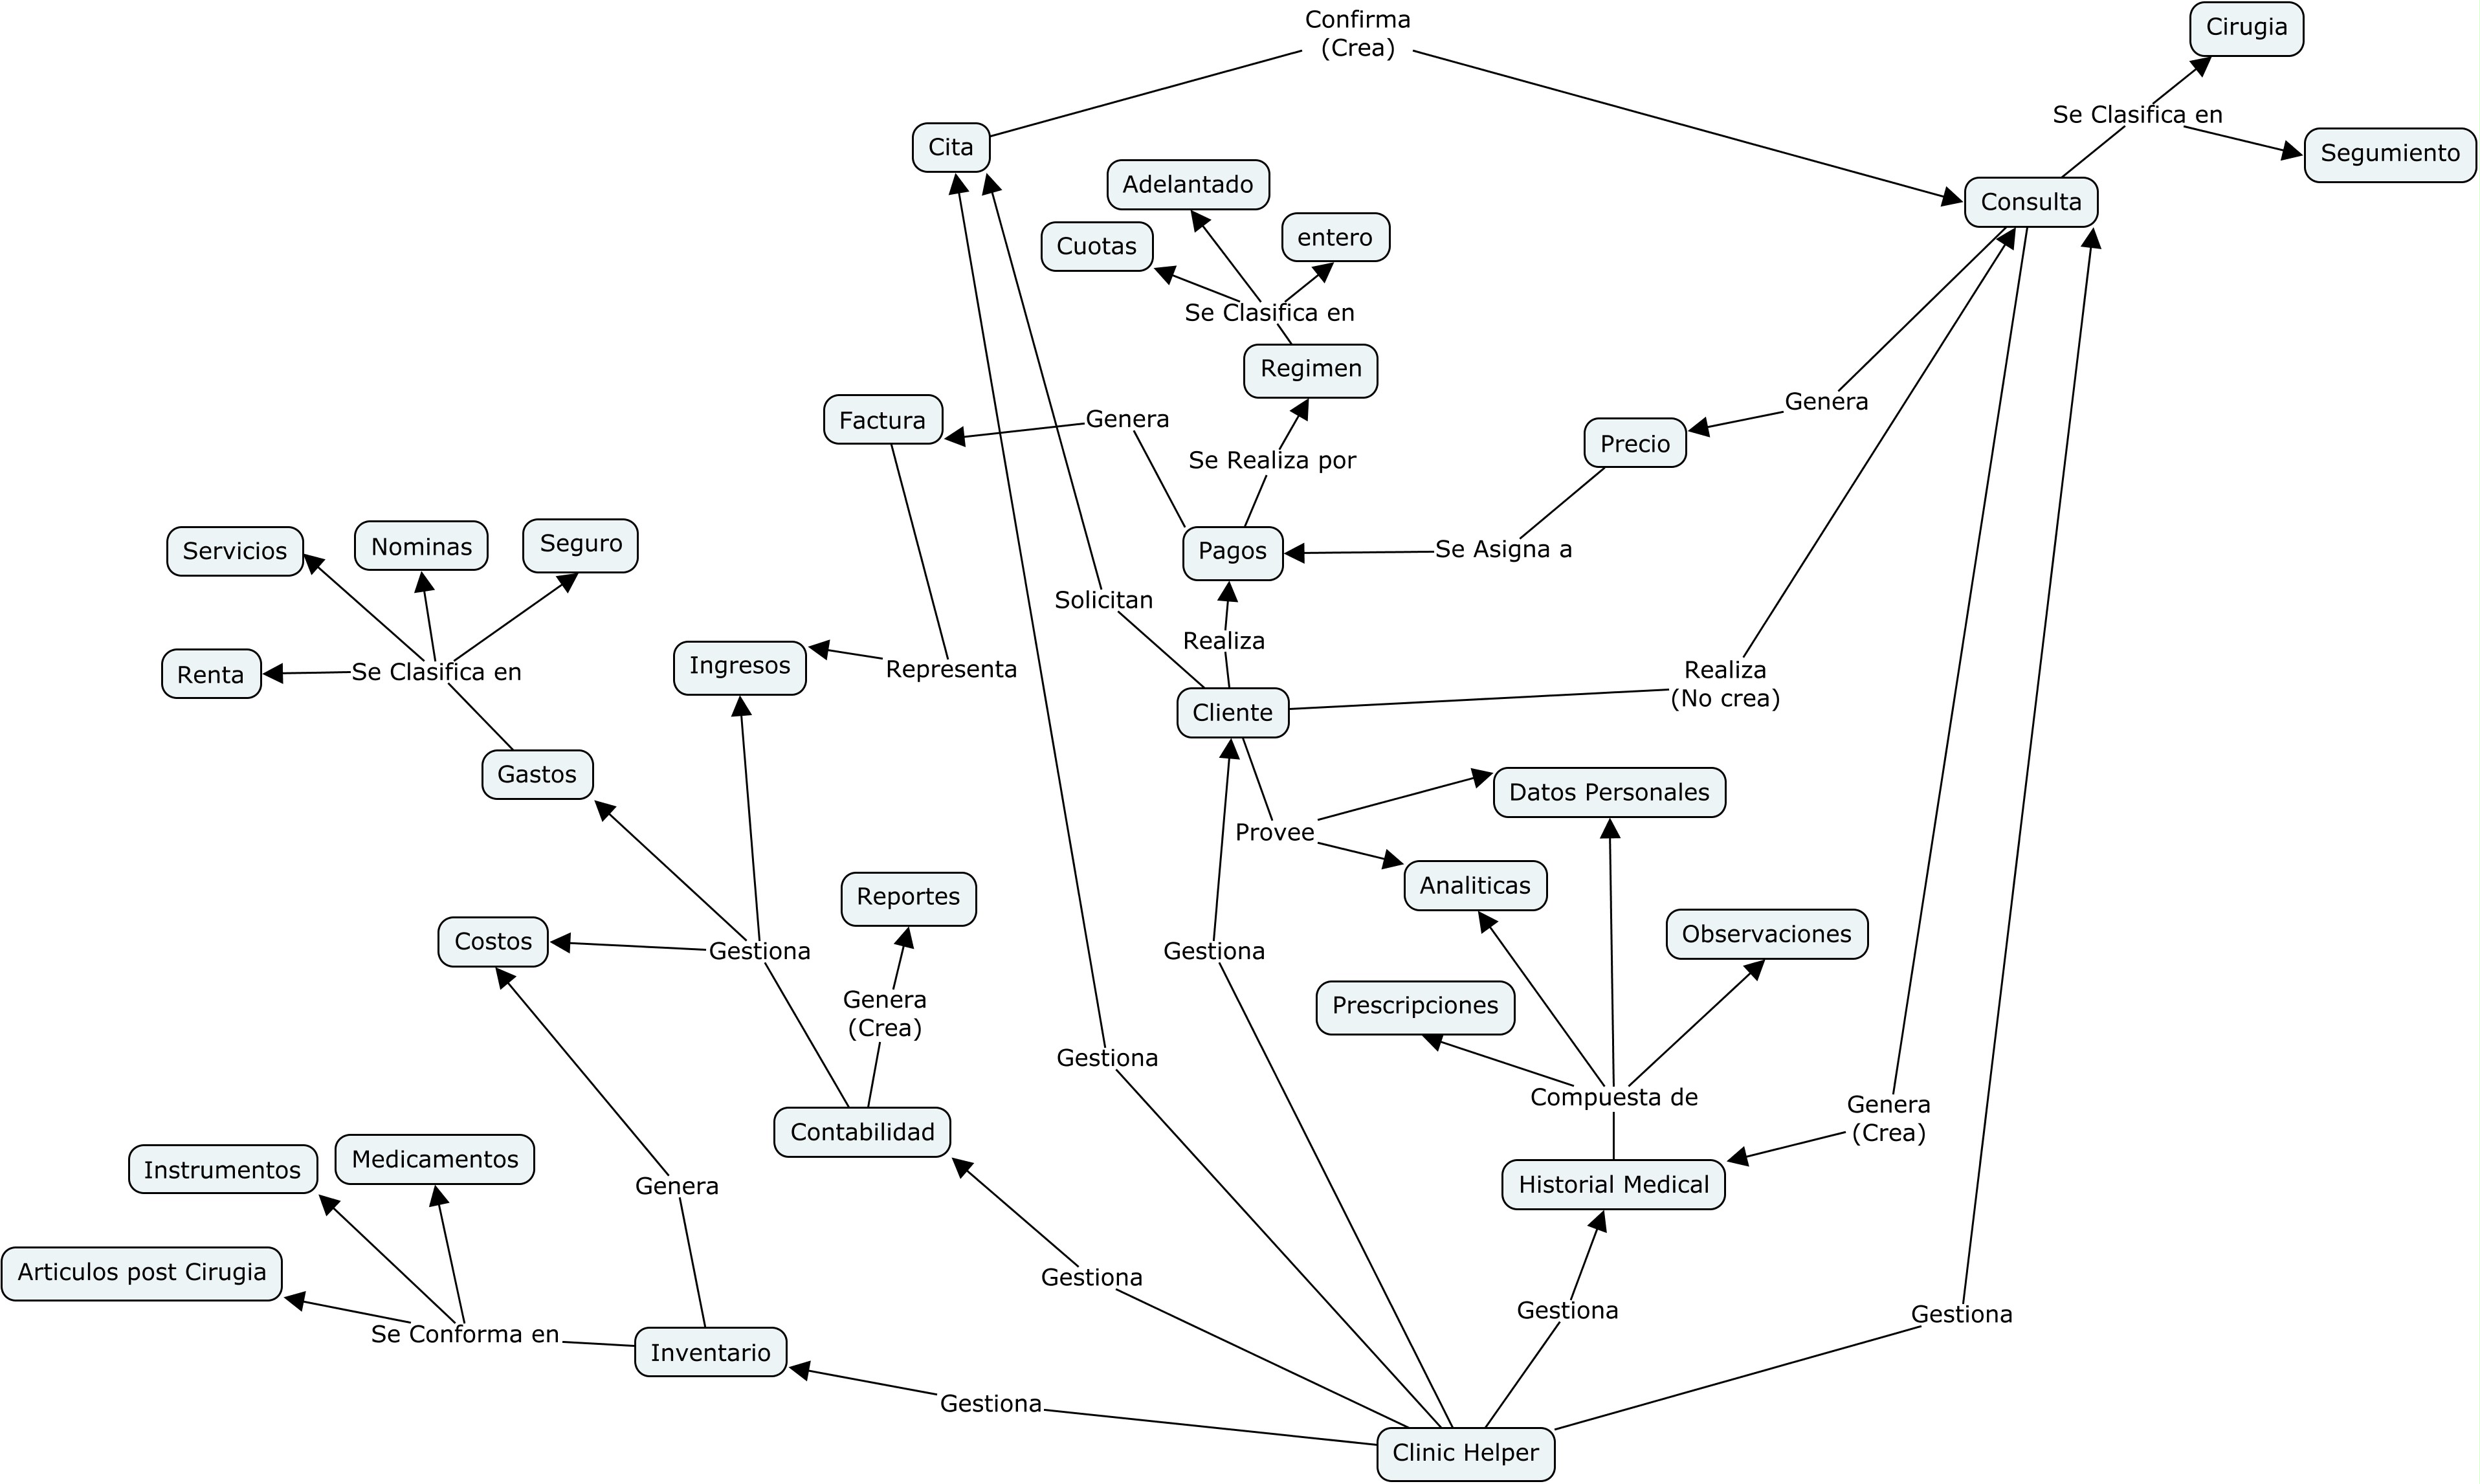 Confirma
(Crea)
Cirugia
Se Clasifica en
Cita
Segumiento
Adelantado
Consulta
Cuotas
entero
Se Clasifica en
Regimen
Factura
Genera
Genera
Precio
Se Realiza por
Servicios
Nominas
Seguro
Pagos
Se Asigna a
Solicitan
Realiza
Renta
Se Clasifica en
Ingresos
Representa
Realiza
(No crea)
Cliente
Gastos
Datos Personales
Provee
Analiticas
Reportes
Costos
Gestiona
Gestiona
Observaciones
Genera
(Crea)
Prescripciones
Gestiona
Compuesta de
Genera
(Crea)
Contabilidad
Instrumentos
Medicamentos
Genera
Historial Medical
Articulos post Cirugia
Gestiona
Gestiona
Gestiona
Se Conforma en
Inventario
Gestiona
Clinic Helper